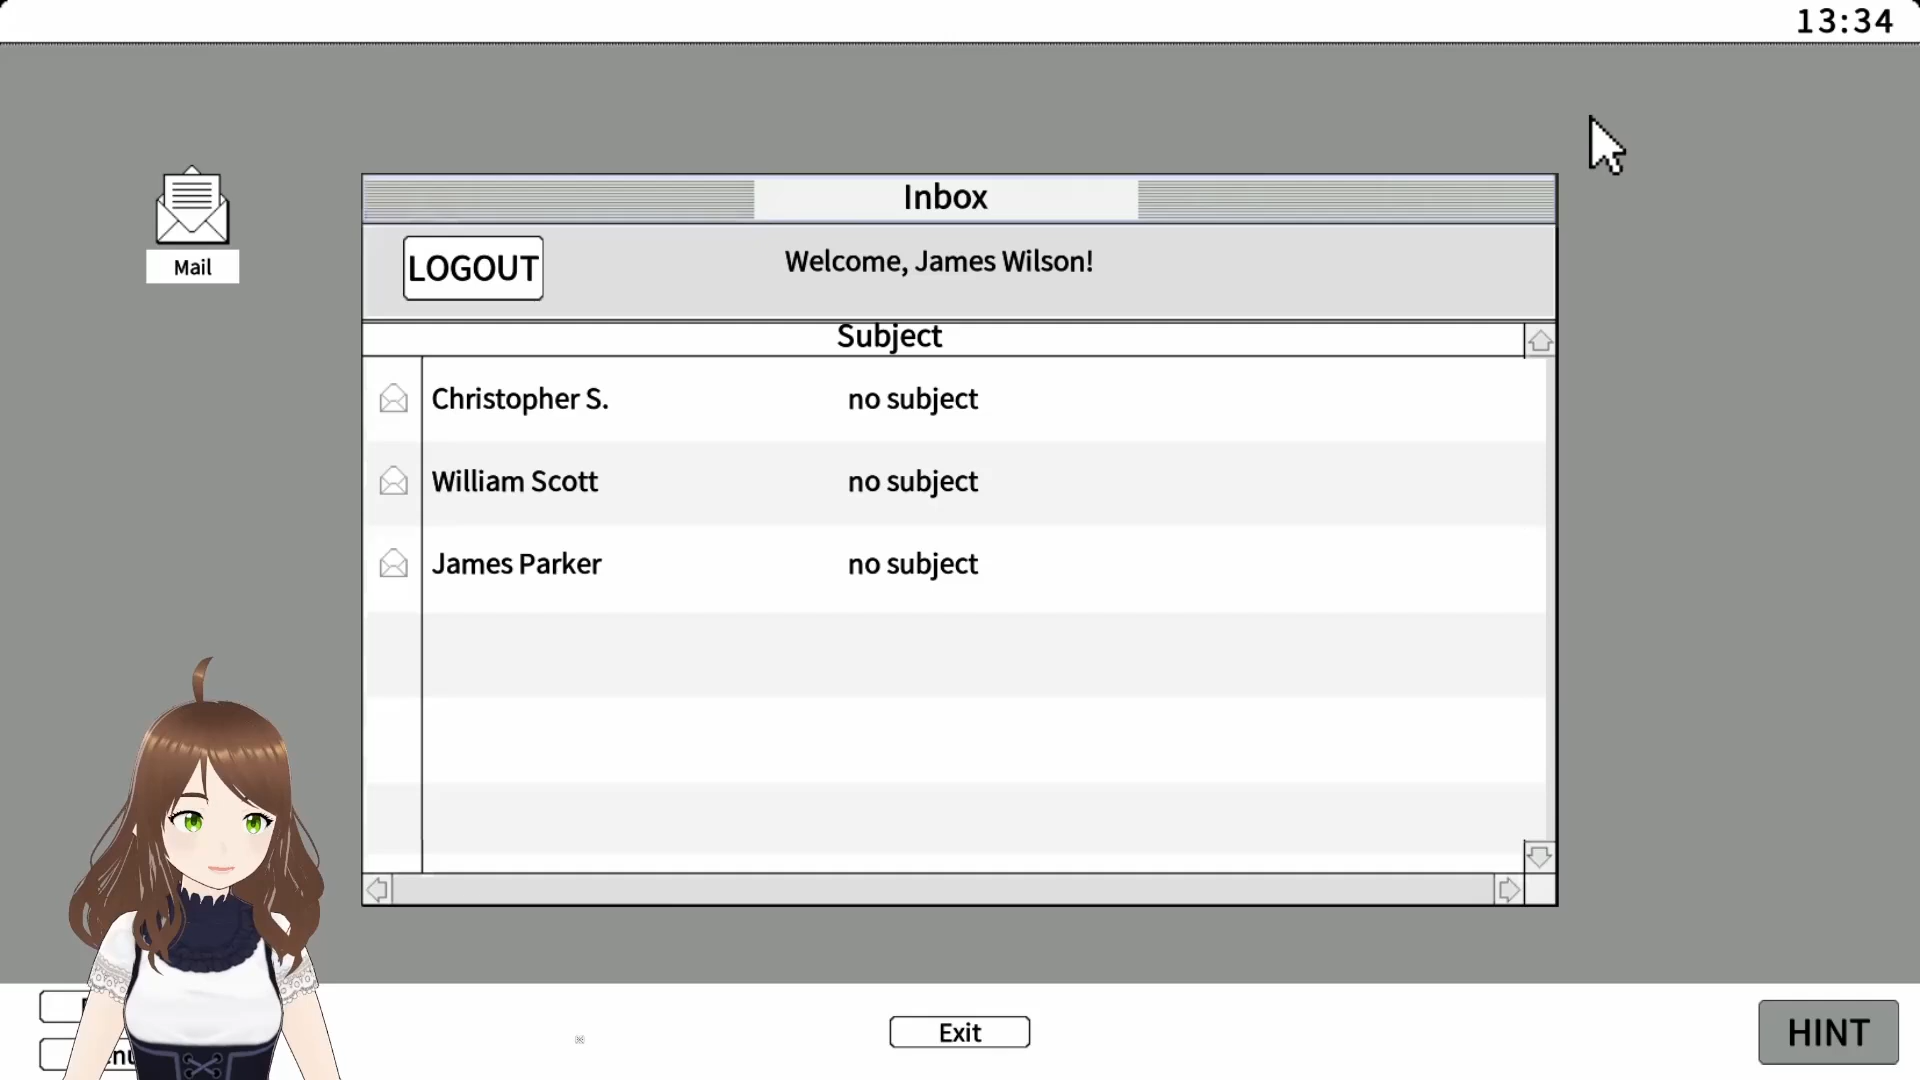 13:34
Mail
Inbox
LOGOUT
Welcome, James Wilson!
Subject
Christopher S. no subject
William Scott no subject
James Parker no subject
Exit
HINT